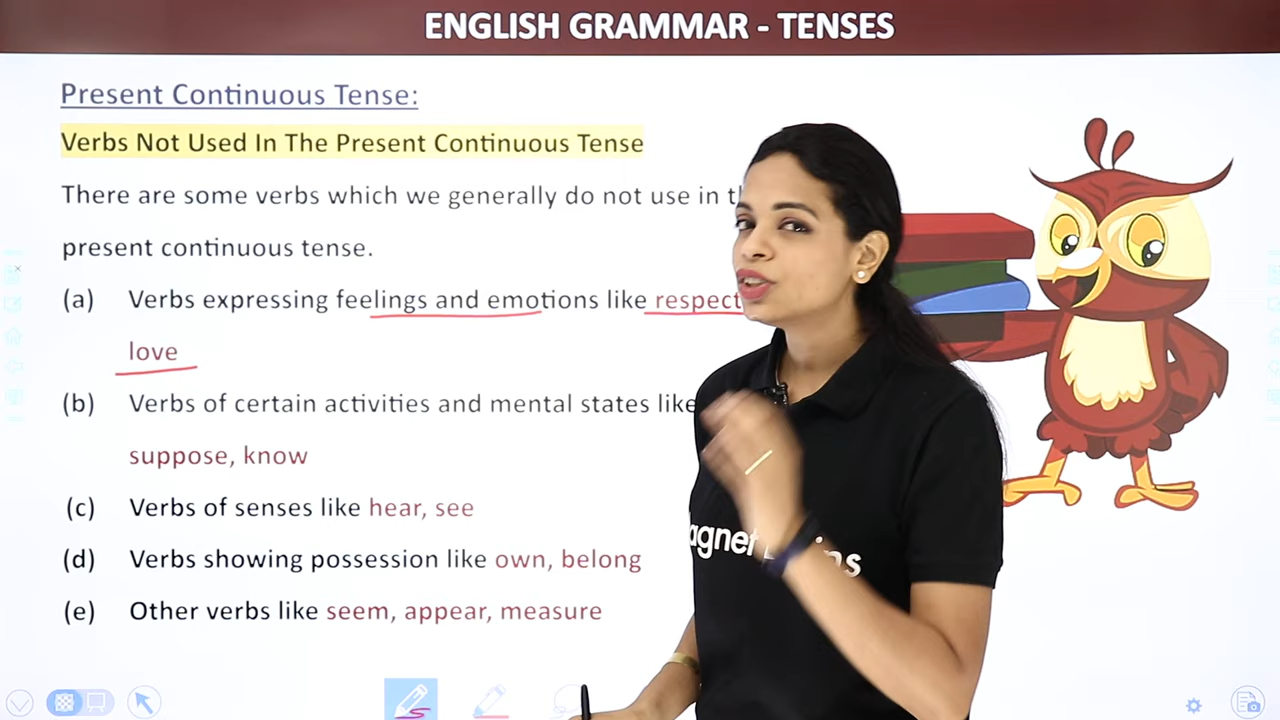 ENGLISH GRAMMAR - TENSES
Present Continuous Tense:
Verbs Not Used In The Present Continuous Tense
There are some verbs which we generally do not use in
present continuous tense.
(a) Verbs expressing feelings and emotions like respect
love
(b) Verbs of certain activities and mental states like
suppose, know
(c) Verbs of senses like hear, see
(d) Verbs showing possession like own, belong
(e) Other verbs like seem, appear, measure